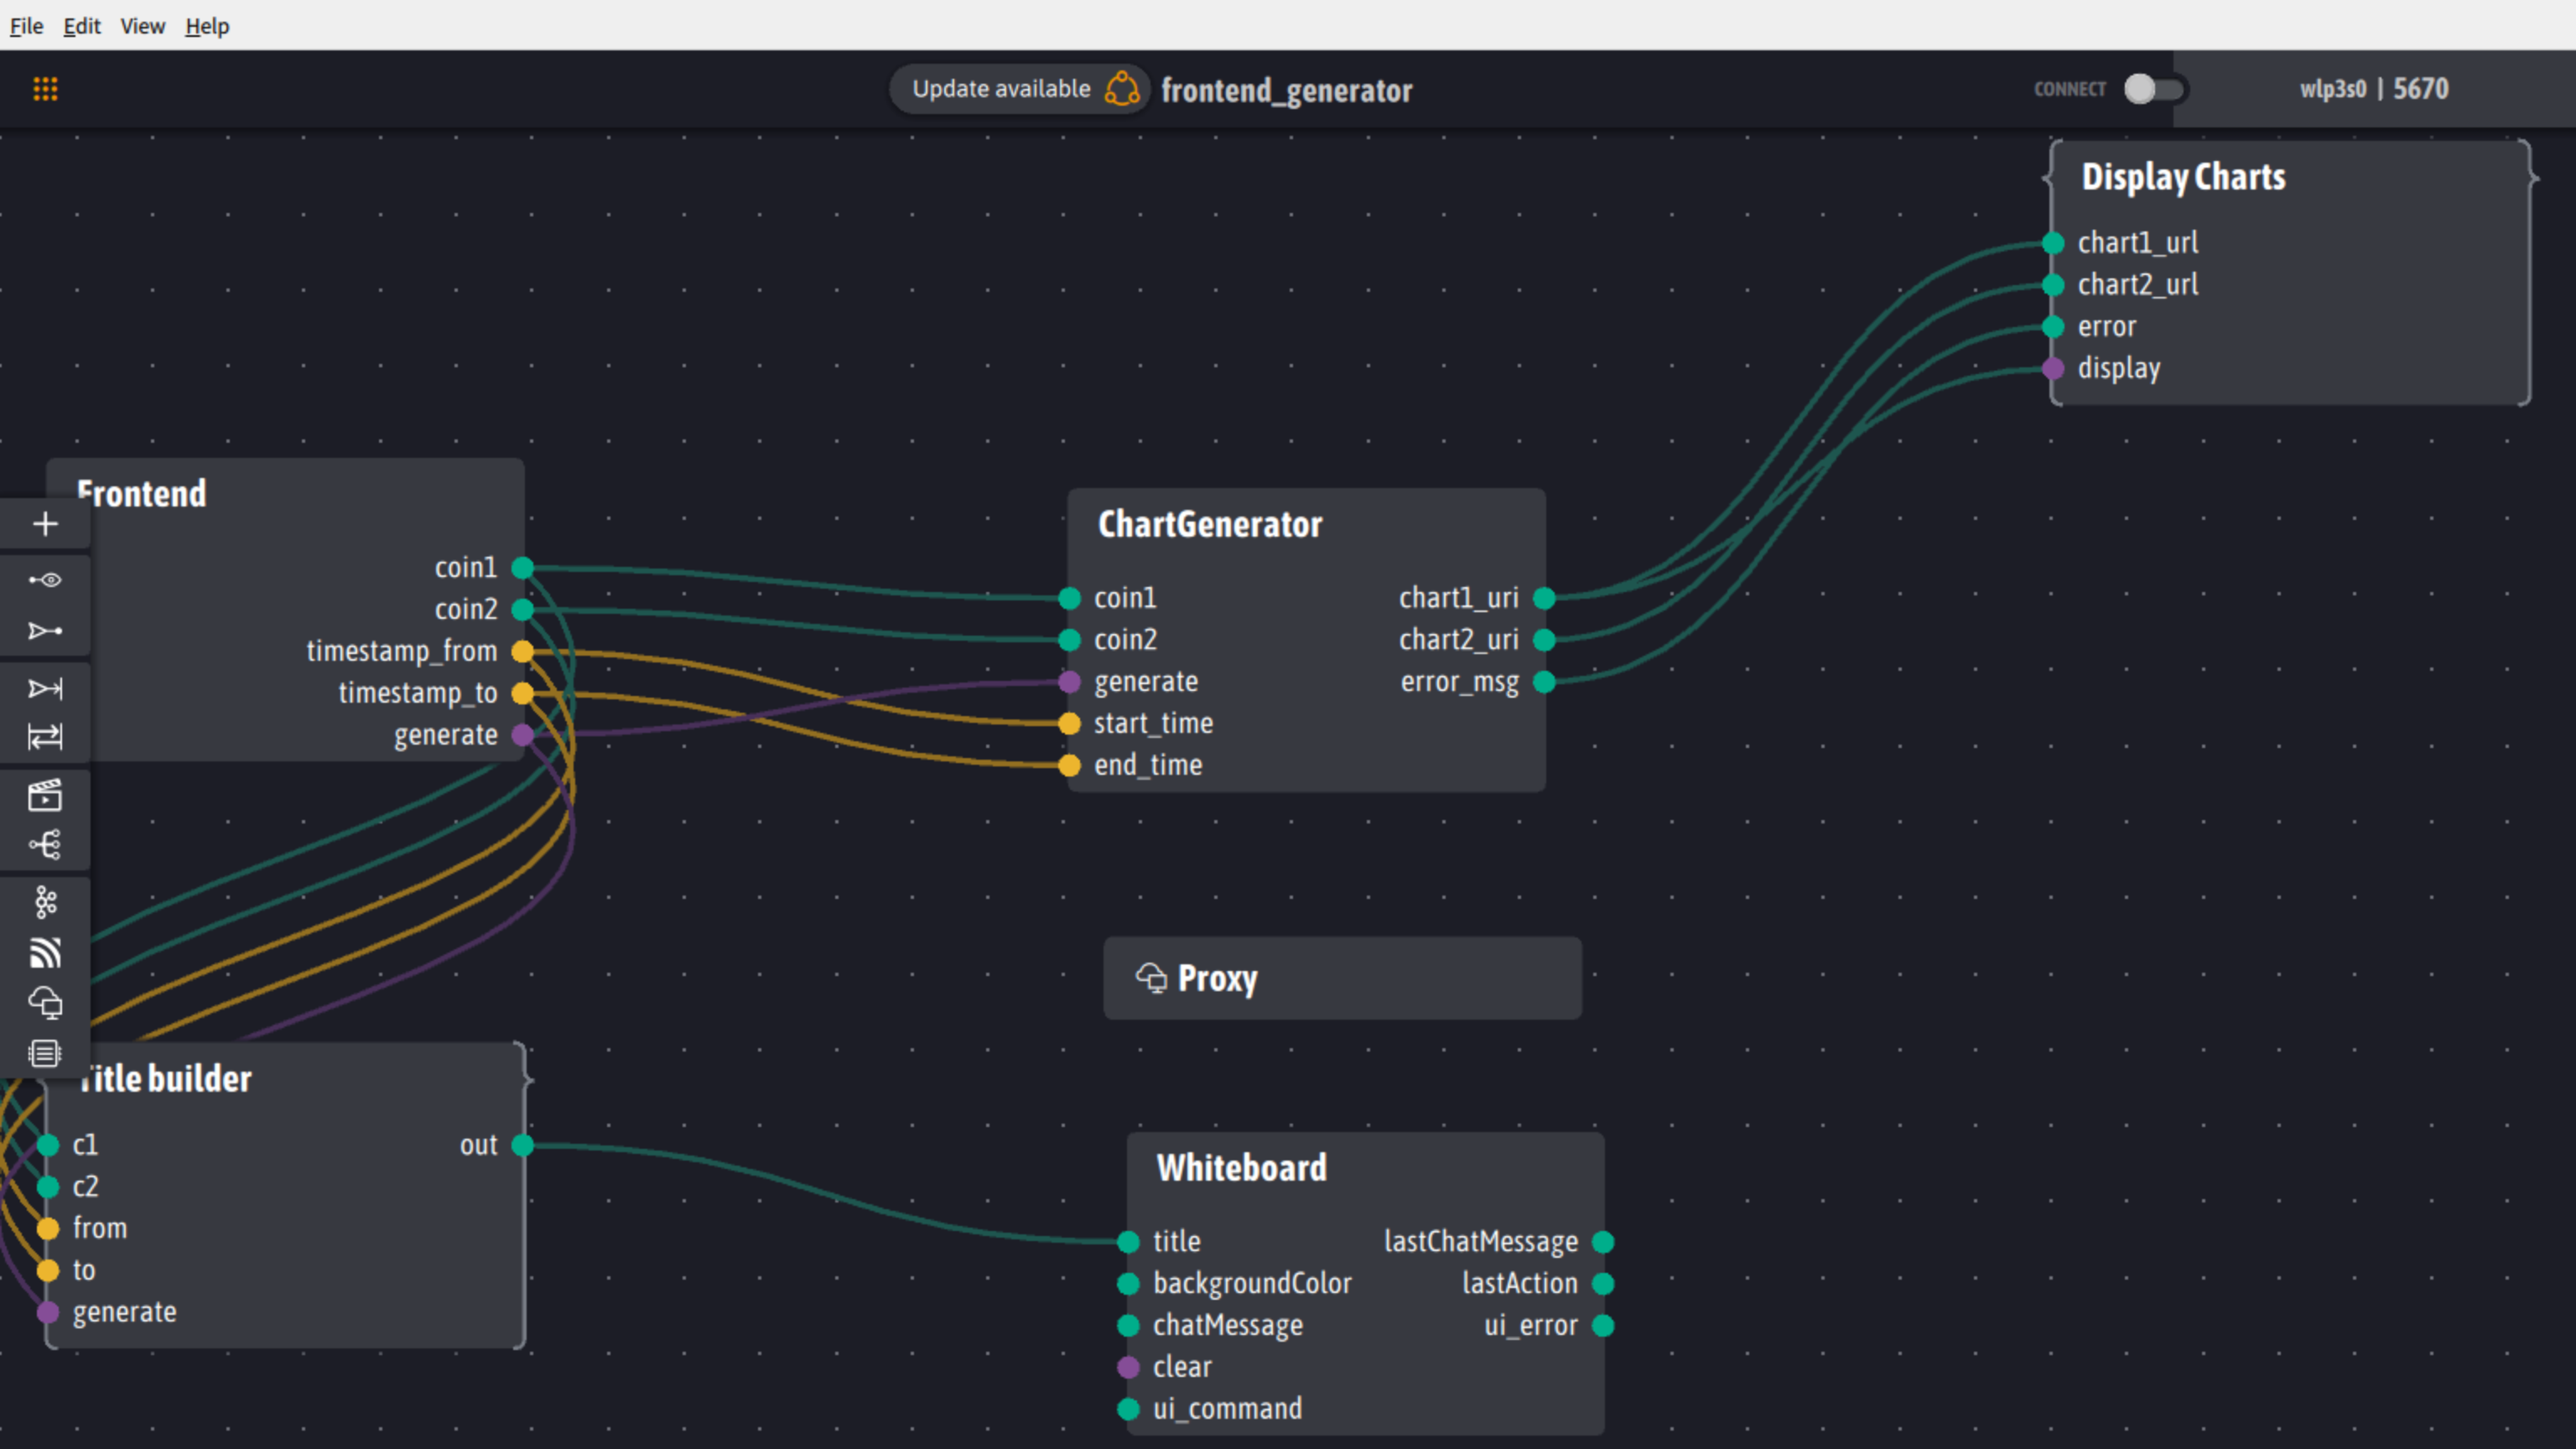 File Edit View Help
Update available frontend_generator CONNECT wlp3s0 | 5670
Display Charts
chart1_url
chart2_url
error
display
Frontend
coin1
coin2
timestamp_from
timestamp_to
generate
ChartGenerator
coin1 chart1_uri
coin2 chart2_uri
generate error_msg
start_time
end_time
Proxy
Title builder
c1 out
c2
from
to
generate
Whiteboard
title lastChatMessage
backgroundColor lastAction
chatMessage ui_error
clear
ui_command